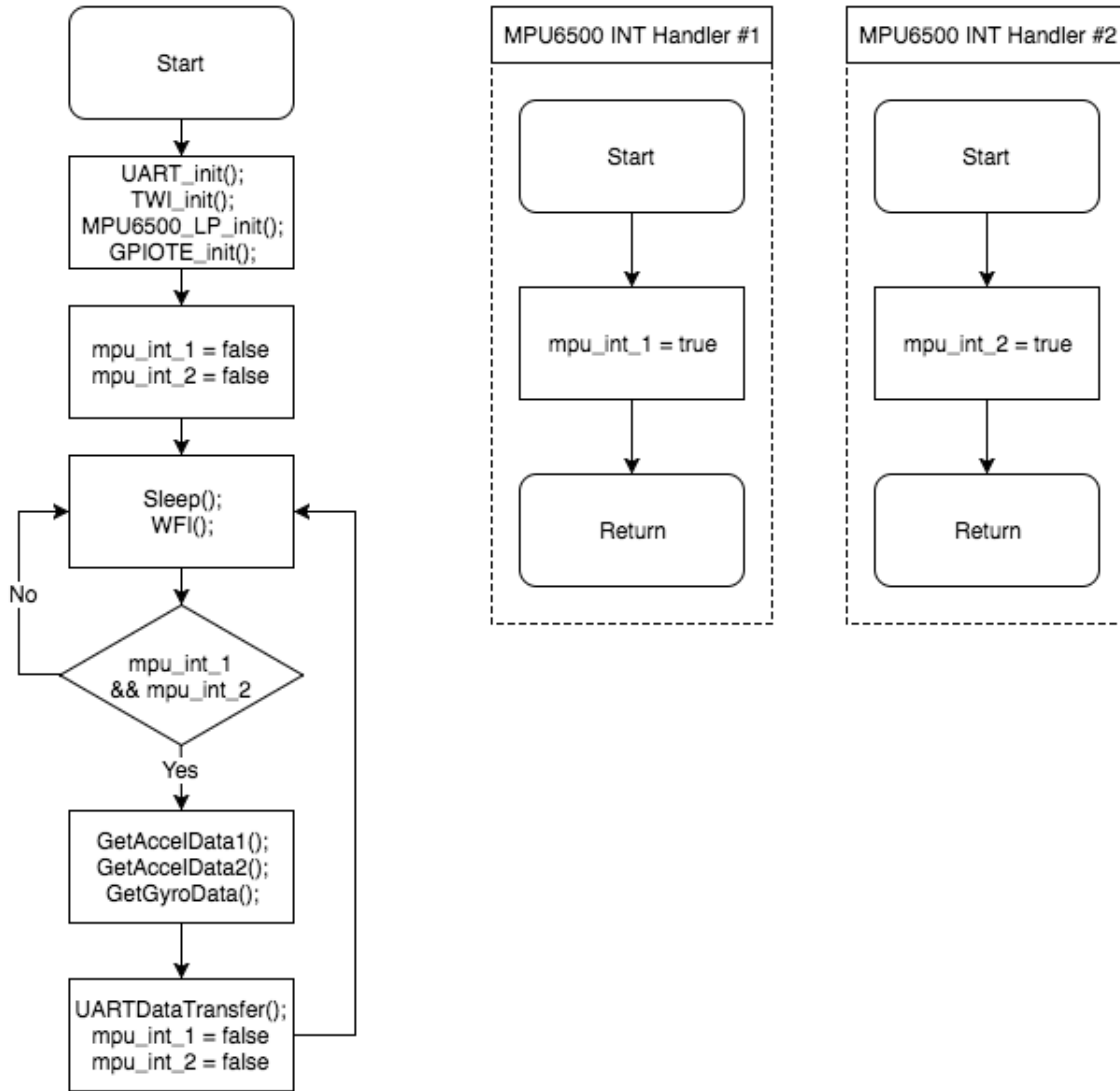 Start
UART_init();
TWI_init();
MPU6500_LP_init();
GPIOTE_init();
mpu_int_1 = false
mpu_int_2 = false
Sleep();
WFI();
No
mpu_int_1
&& mpu_int_2
Yes
GetAccelData1();
GetAccelData2();
GetGyroData();
UARTDataTransfer();
mpu_int_1 = false
mpu_int_2 = false
MPU6500 INT Handler #1
Start
mpu_int_1 = true
Return
MPU6500 INT Handler #2
Start
mpu_int_2 = true
Return